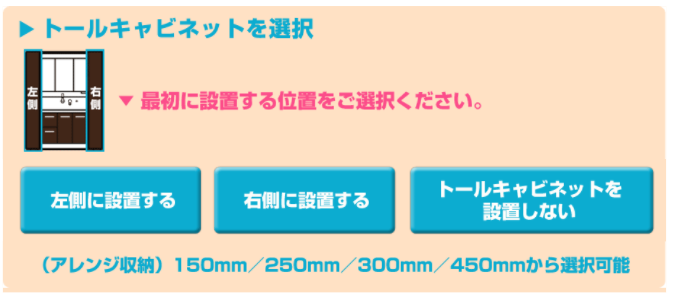 ▶トールキャビネットを選択
左側
右側
▼最初に設置する位置をご選択ください。
左側に設置する
右側に設置する
トールキャビネットを
設置しない
（アレンジ収納）150mm／250mm／300mm／450mmから選択可能